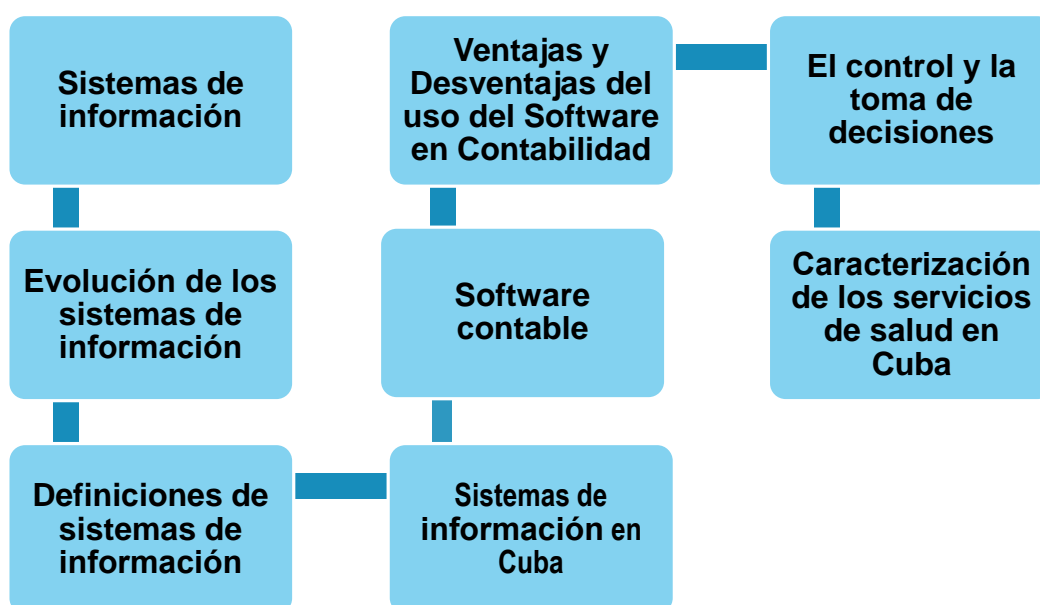 Sistemas de
información
Evolución de los
sistemas de
información
Definiciones de
sistemas de
información
Sistemas de
información en
Cuba
Software
contable
Ventajas y
Desventajas del
uso del Software
en Contabilidad
El control y la
toma de
decisiones
Caracterización
de los servicios
de salud en
Cuba